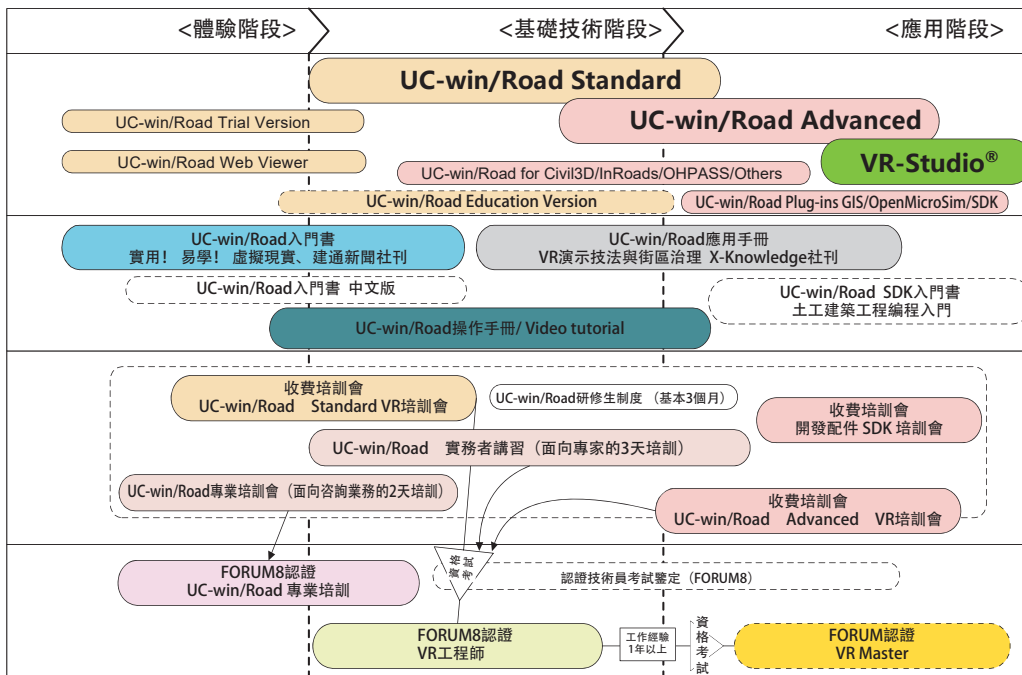 <體驗階段>
<基礎技術階段>
<應用階段>
UC-win/Road Standard
UC-win/Road Trial Version
UC-win/Road Advanced
UC-win/Road Web Viewer
VR-Studio®
UC-win/Road for Civil3D/InRoads/OHPASS/Others
UC-win/Road Education Version
UC-win/Road Plug-ins GIS/OpenMicroSim/SDK
UC-win/Road入門書
實用！ 易學！ 虛擬現實、建通新聞社刊
UC-win/Road應用手冊
VR演示技法與街區治理 X-Knowledge社刊
UC-win/Road入門書 中文版
UC-win/Road SDK入門書
土工建築工程編程入門
UC-win/Road操作手冊/ Video tutorial
收費培訓會
UC-win/Road Standard VR培訓會
UC-win/Road研修生制度 （基本3個月）
收費培訓會
開發配件 SDK 培訓會
UC-win/Road 實務者講習（面向專家的3天培訓）
UC-win/Road專業培訓會（面向咨詢業務的2天培訓）
收費培訓會
UC-win/Road Advanced VR培訓會
資格
考試
FORUM8認證
UC-win/Road 專業培訓
認證技術員考試鑒定（FORUM8）
FORUM8認證
VR工程師
工作經驗
1年以上
資格考試
FORUM認證
VR Master